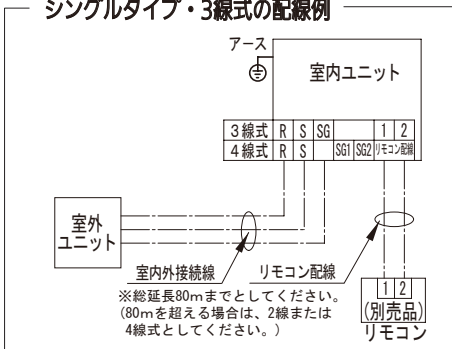 シングルタイプ・3線式の配線例
アース
室内ユニット
3線式 R S SG 1 2
4線式 R S SG1 SG2 リモコン配線
室外
ユニット
室内外接続線
リモコン配線
※総延長80mまでとしてください。
(80mを超える場合は、2線または
4線式としてください。)
1 2
(別売品)
リモコン